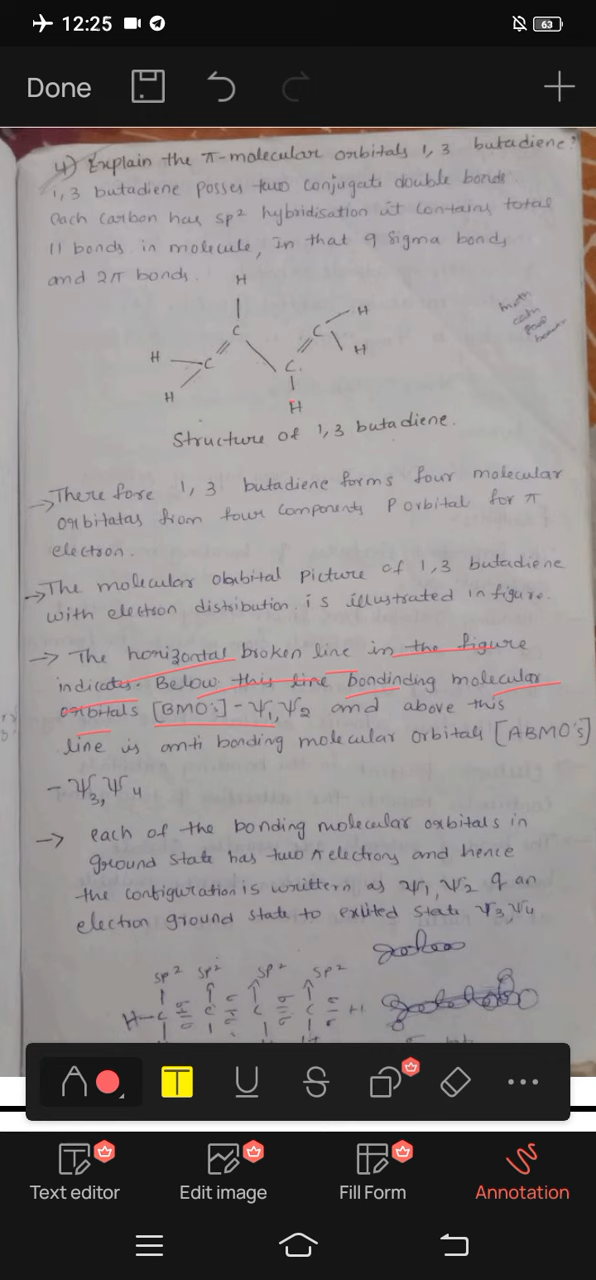 12:25
63
Done
4) Explain the π-molecular orbitals 1, 3 butadiene?
1,3 butadiene posses two conjugate double bonds.
Each carbon has sp² hybridisation it contains total
11 bonds in molecule, In that 9 Sigma bonds
and 2π bonds.
H
C
C
H
H
C
H
H
C
H
Structure of 1,3 butadiene.
→ There fore 1, 3 butadiene forms four molecular
orbitatas from four components P orbital for π
electron.
→ The molecular obribital picture of 1,3 butadiene
with electron distribution. is illustrated in figure.
→ The horizontal broken line in the figure
indicates. Below this line bondinding molecular
orbitals [BMO's] - Ψ₁, Ψ₂ and above this
line is anti bonding molecular orbitals [ABMO's]
- Ψ₃, Ψ₄
→ each of the bonding molecular orbitals in
ground state has two π electrons and hence
the configuration is writtern as Ψ₁, Ψ₂ of an
electron ground state to exited state Ψ₃, Ψ₄
sp² sp² sp² sp²
H - C σ C σ C σ C σ H
Text editor
Edit image
Fill Form
Annotation